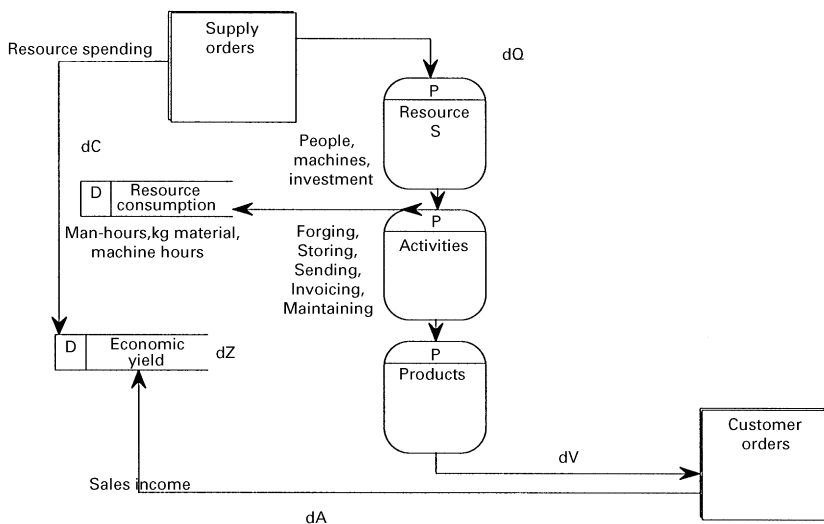 Supply
orders
Resource spending
dQ
P
Resource
S
dC
People,
machines,
investment
D
Resource
consumption
P
Activities
Man-hours,kg material,
machine hours
Forging,
Storing,
Sending,
Invoicing,
Maintaining
D
Economic
yield
dZ
P
Products
Customer
orders
dV
Sales income
dA